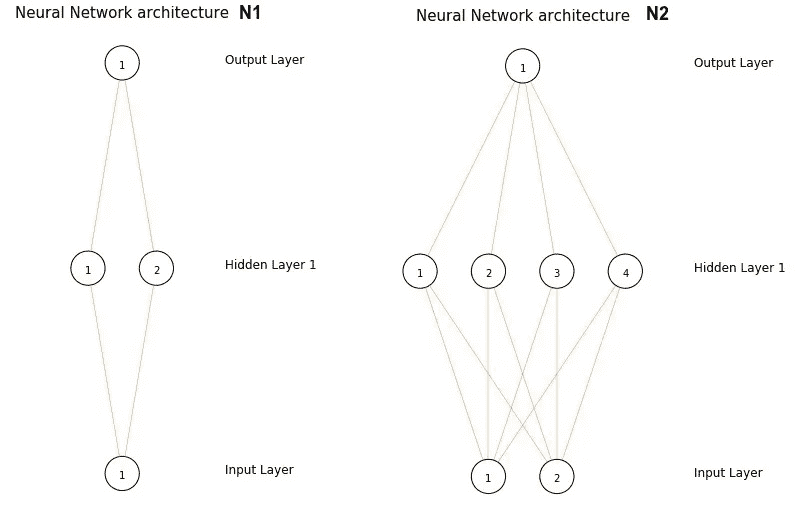 Neural Network architecture N1
1
Output Layer
1 2
Hidden Layer 1
1
Input Layer
Neural Network architecture N2
1
Output Layer
1 2 3 4
Hidden Layer 1
1 2
Input Layer